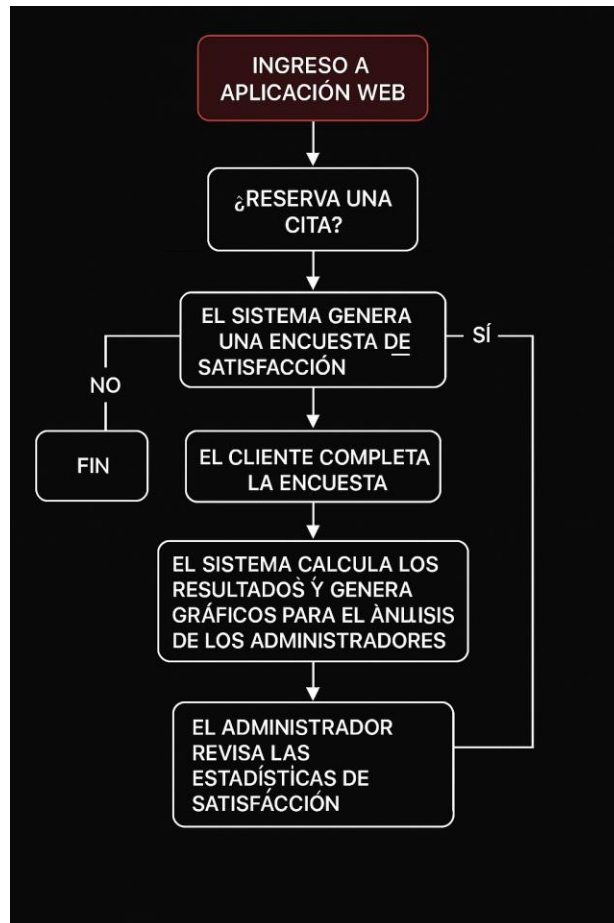 INGRESO A
APLICACIÓN WEB
¿RESERVA UNA
CITA?
EL SISTEMA GENERA
UNA ENCUESTA DE
SATISFACCIÓN
SÍ
NO
FIN
EL CLIENTE COMPLETA
LA ENCUESTA
EL SISTEMA CALCULA LOS
RESULTADOS Ý GENERA
GRÁFICOS PARA EL
DE LOS ADMINISTRADORES
EL ADMINISTRADOR
REVISA LAS
ESTADÍSTICAS DE
SATISFÁCCIÓN